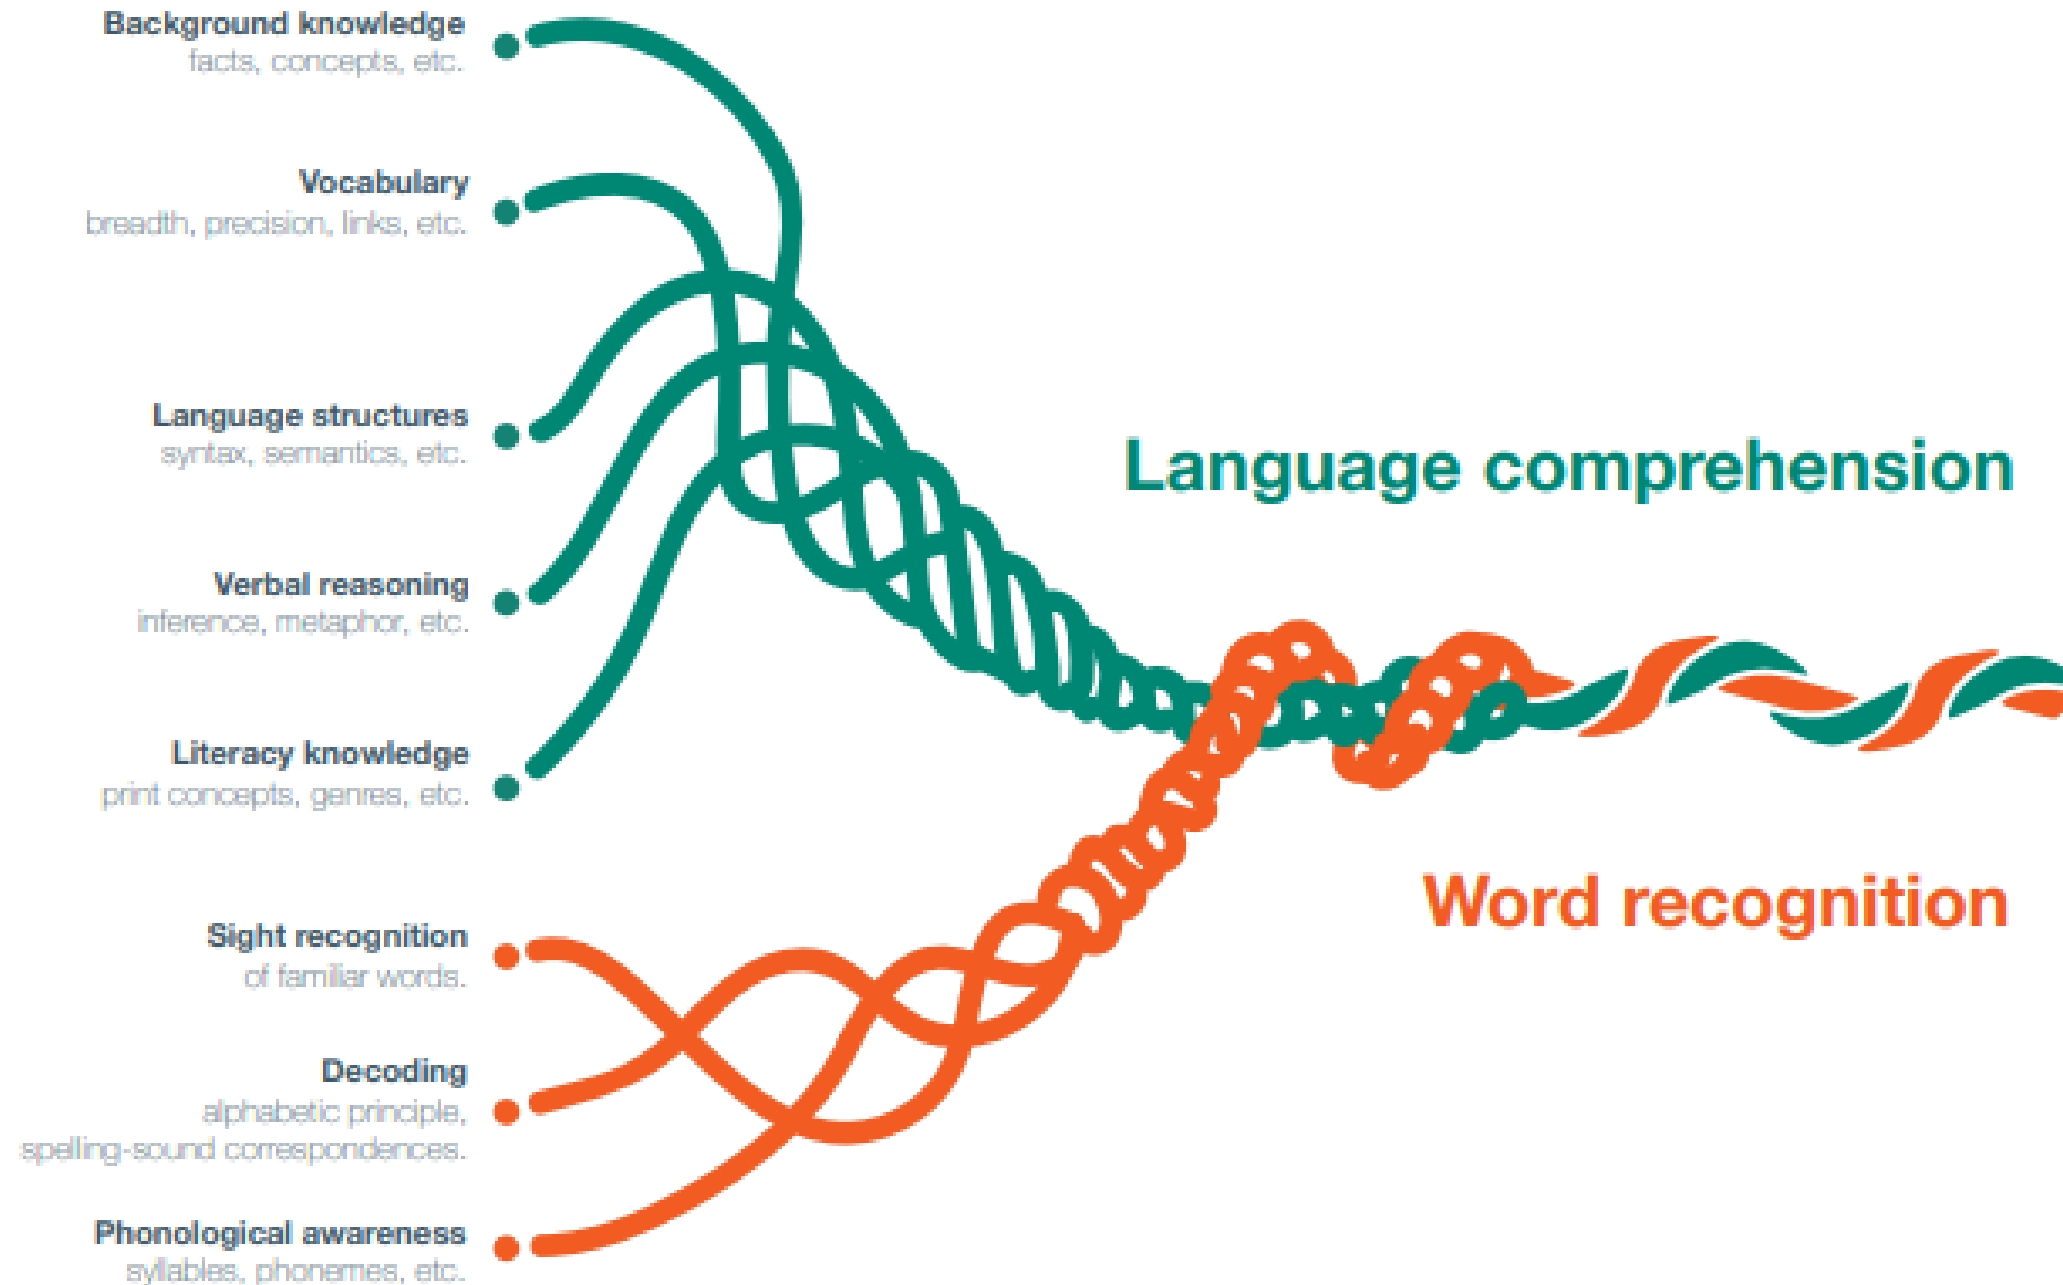 Background knowledge
facts, concepts, etc.
Vocabulary
breadth, precision, links, etc.
Language structures
syntax, semantics, etc.
Verbal reasoning
inference, metaphor, etc.
Literacy knowledge
print concepts, genres, etc.
Language comprehension
Sight recognition
of familiar words.
Decoding
alphabetic principle,
spelling-sound correspondences.
Phonological awareness
syllables, phonemes, etc.
Word recognition